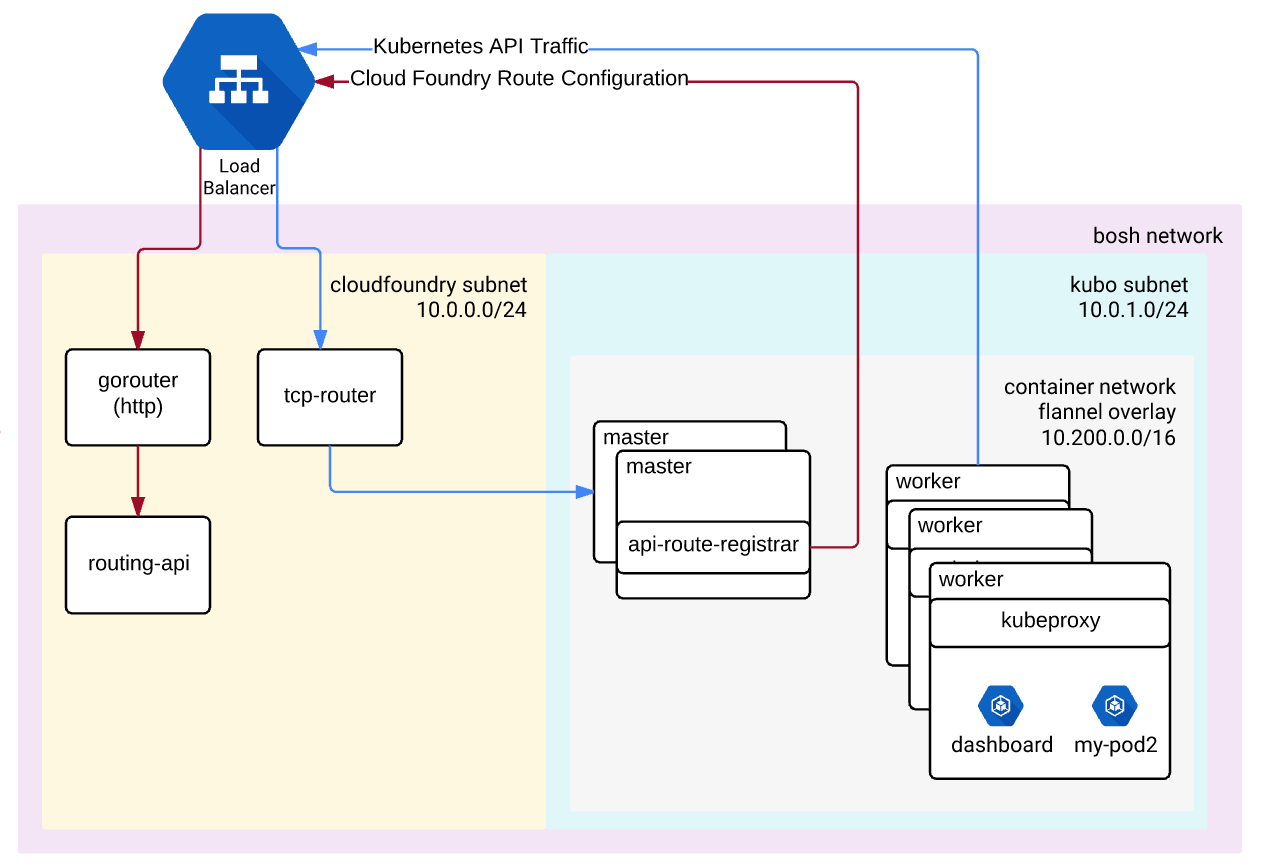 Kubernetes API Traffic
Cloud Foundry Route Configuration
Load
Balancer
bosh network
cloudfoundry subnet
10.0.0.0/24
kubo subnet
10.0.1.0/24
gorouter
(http)
tcp-router
routing-api
container network
flannel overlay
10.200.0.0/16
master
master
api-route-registrar
worker
worker
worker
kubeproxy
dashboard
my-pod2